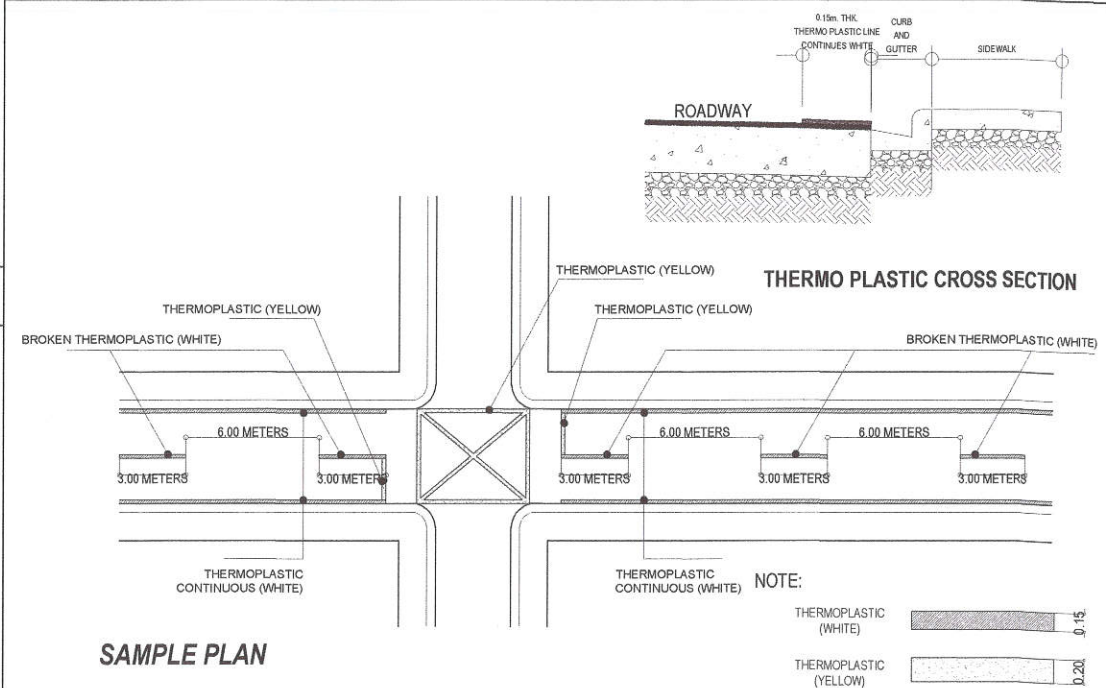 0.15m. THK.
THERMO PLASTIC LINE
CONTINUES WHITE
CURB
AND
GUTTER
SIDEWALK
ROADWAY
THERMO PLASTIC CROSS SECTION
THERMOPLASTIC (YELLOW)
THERMOPLASTIC (YELLOW)
THERMOPLASTIC (YELLOW)
BROKEN THERMOPLASTIC (WHITE)
BROKEN THERMOPLASTIC (WHITE)
6.00 METERS
6.00 METERS
6.00 METERS
3.00 METERS
3.00 METERS
3.00 METERS
3.00 METERS
3.00 METERS
THERMOPLASTIC
CONTINUOUS (WHITE)
THERMOPLASTIC
CONTINUOUS (WHITE)
NOTE:
THERMOPLASTIC
(WHITE)
0.15
THERMOPLASTIC
(YELLOW)
0.20
SAMPLE PLAN